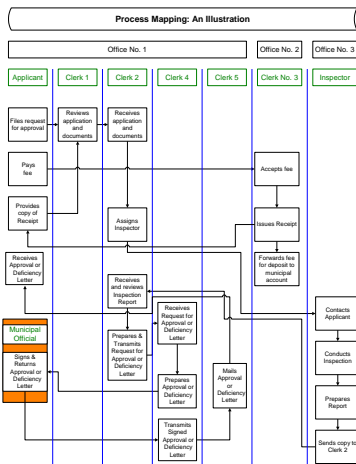 Process Mapping: An Illustration
Office No. 1
Office No. 2
Office No. 3
Applicant
Clerk 1
Clerk 2
Clerk 4
Clerk 5
Clerk No. 3
Inspector
Files request
for approval
Reviews
application
and
documents
Receives
application
and
documents
Pays
fee
Accepts fee
Provides
copy of
Receipt
Assigns
Inspector
Issues Receipt
Receives
Approval or
Deficiency
Letter
Forwards fee
for deposit to
municipal
account
Receives
and reviews
Inspection
Report
Contacts
Applicant
Receives
Request for
Approval or
Deficiency
Letter
Municipal
Official
Prepares &
Transmits
Request for
Approval or
Deficiency
Letter
Conducts
Inspection
Signs &
Returns
Approval or
Deficiency
Letter
Prepares
Approval or
Deficiency
Letter
Mails
Approval
or
Deficiency
Letter
Prepares
Report
Transmits
Signed
Approval or
Deficiency
Letter
Sends copy to
Clerk 2